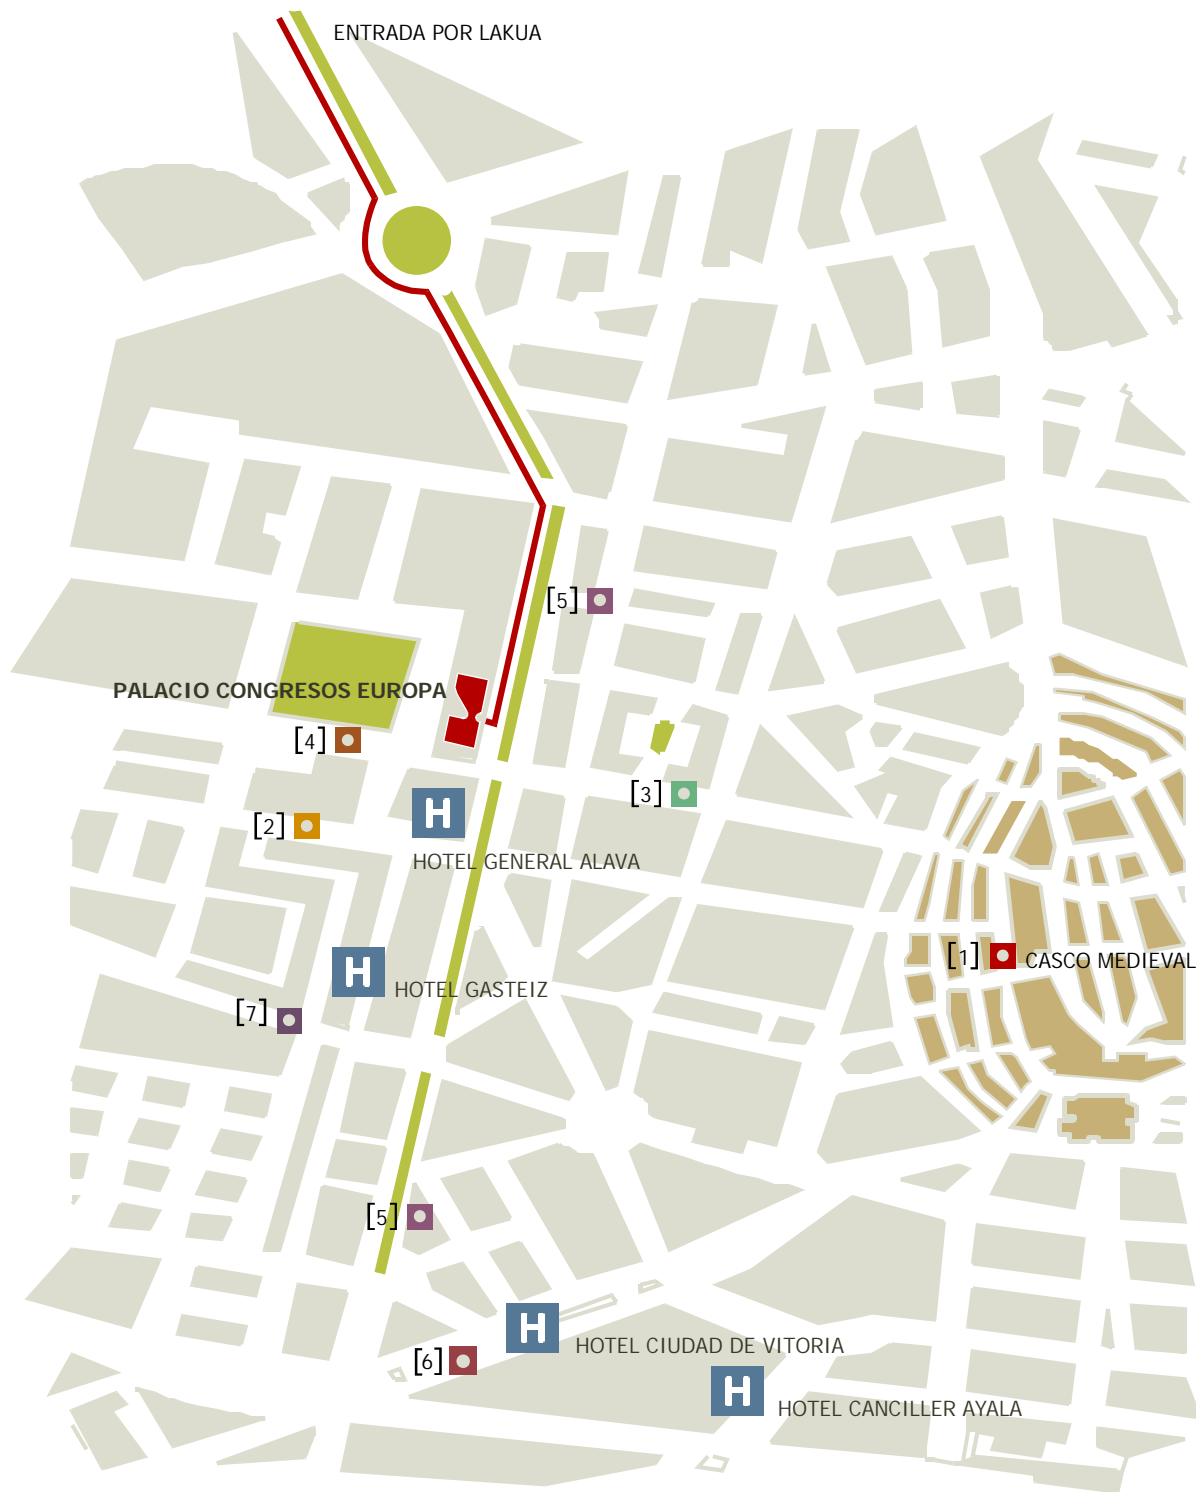 ENTRADA POR LAKUA
[5]
PALACIO CONGRESOS EUROPA
[4]
[3]
[2]
H
HOTEL GENERAL ALAVA
[1] CASCO MEDIEVAL
H
HOTEL GASTEIZ
[7]
[5]
H
HOTEL CIUDAD DE VITORIA
[6]
H
HOTEL CANCILLER AYALA